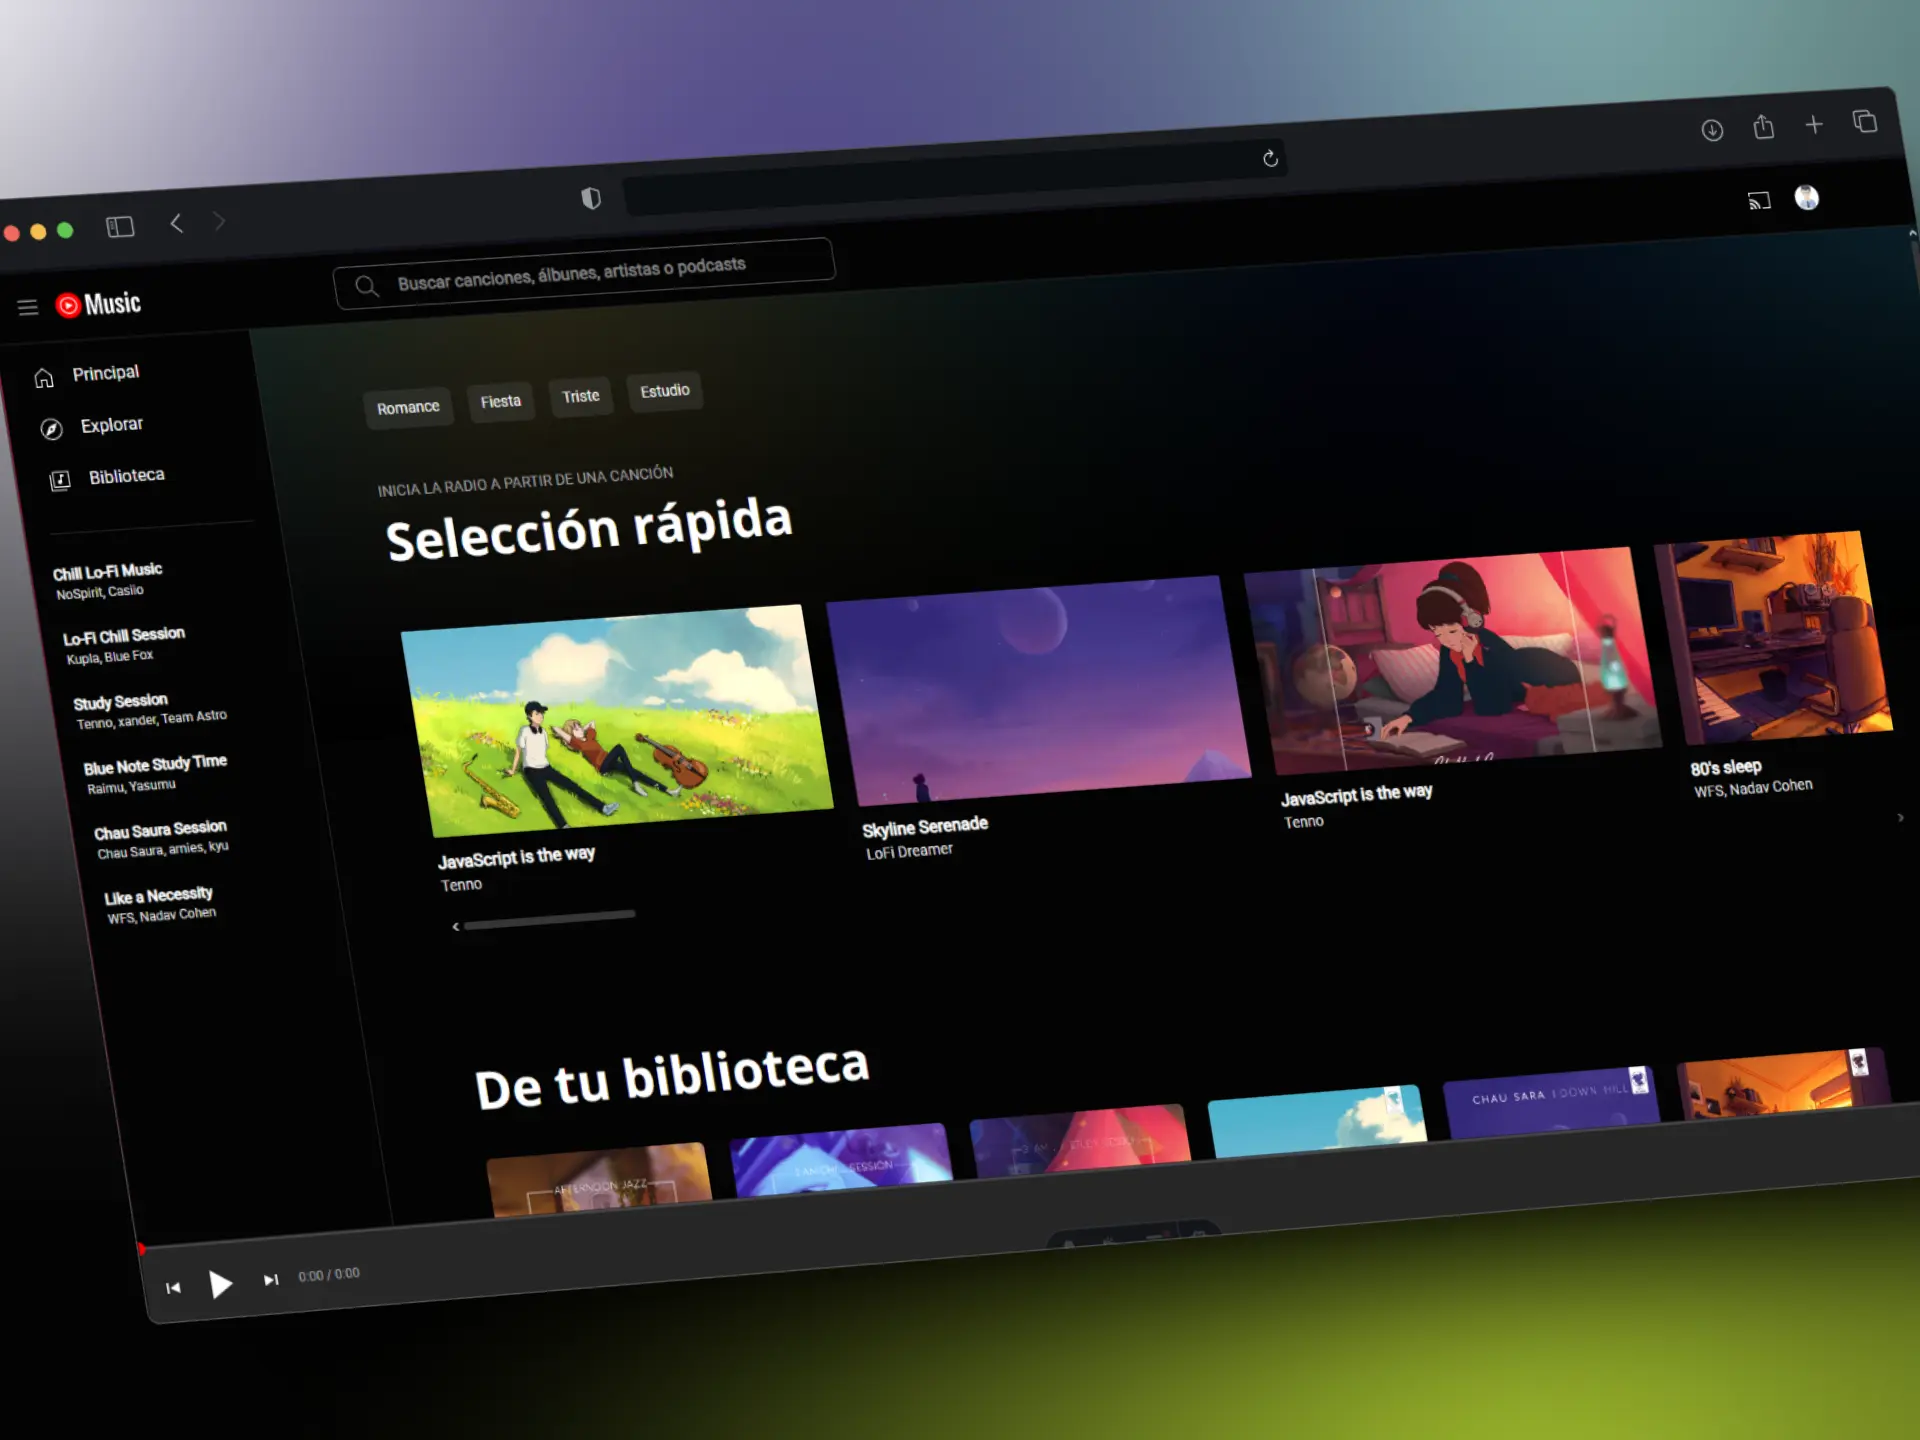 Music
Buscar canciones, álbunes, artistas o podcasts
Principal
Explorar
Biblioteca
Chill Lo-Fi Music
NoSpirit, Casiio
Lo-Fi Chill Session
Kupla, Blue Fox
Study Session
Tenno, xander, Team Astro
Blue Note Study Time
Raimu, Yasumu
Chau Saura Session
Chau Saura, amies, kyu
Like a Necessity
WFS, Nadav Cohen
Romance
Fiesta
Triste
Estudio
INICIA LA RADIO A PARTIR DE UNA CANCIÓN
Selección rápida
JavaScript is the way
Tenno
Skyline Serenade
LoFi Dreamer
JavaScript is the way
Tenno
80's sleep
WFS, Nadav Cohen
De tu biblioteca
AFTERNOON JAZZ
SESSION
CHAU SARA | DOWN HILL
0:00 / 0:00